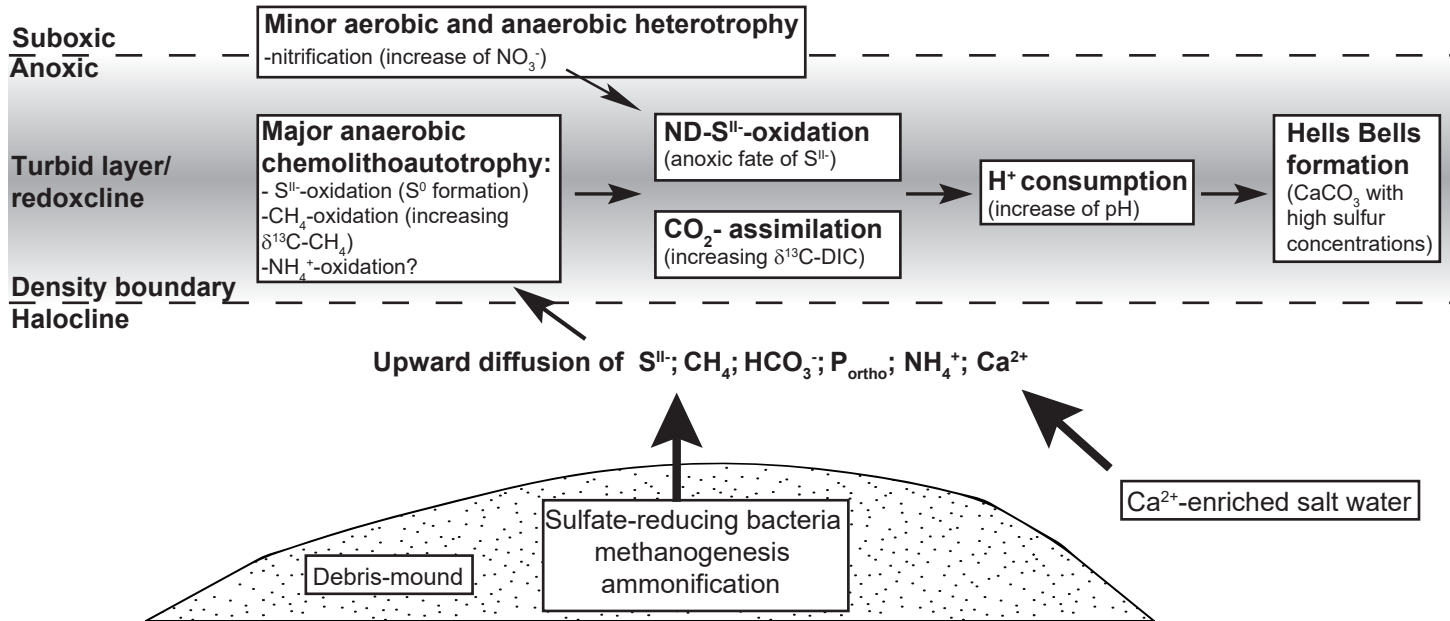 Suboxic
Anoxic
Minor aerobic and anaerobic heterotrophy
-nitrification (increase of NO₃⁻)
Turbid layer/
redoxcline
Major anaerobic
chemolithoautotrophy:
- Sᴵᴵ⁻-oxidation (S⁰ formation)
-CH₄-oxidation (increasing
δ¹³C-CH₄)
-NH₄⁺-oxidation?
ND-Sᴵᴵ⁻-oxidation
(anoxic fate of Sᴵᴵ⁻)
CO₂- assimilation
(increasing δ¹³C-DIC)
H⁺ consumption
(increase of pH)
Hells Bells
formation
(CaCO₃ with
high sulfur
concentrations)
Density boundary
Halocline
Upward diffusion of Sᴵᴵ⁻; CH₄; HCO₃⁻; Pₒᵣₜₕₒ; NH₄⁺; Ca²⁺
Ca²⁺-enriched salt water
Sulfate-reducing bacteria
methanogenesis
ammonification
Debris-mound